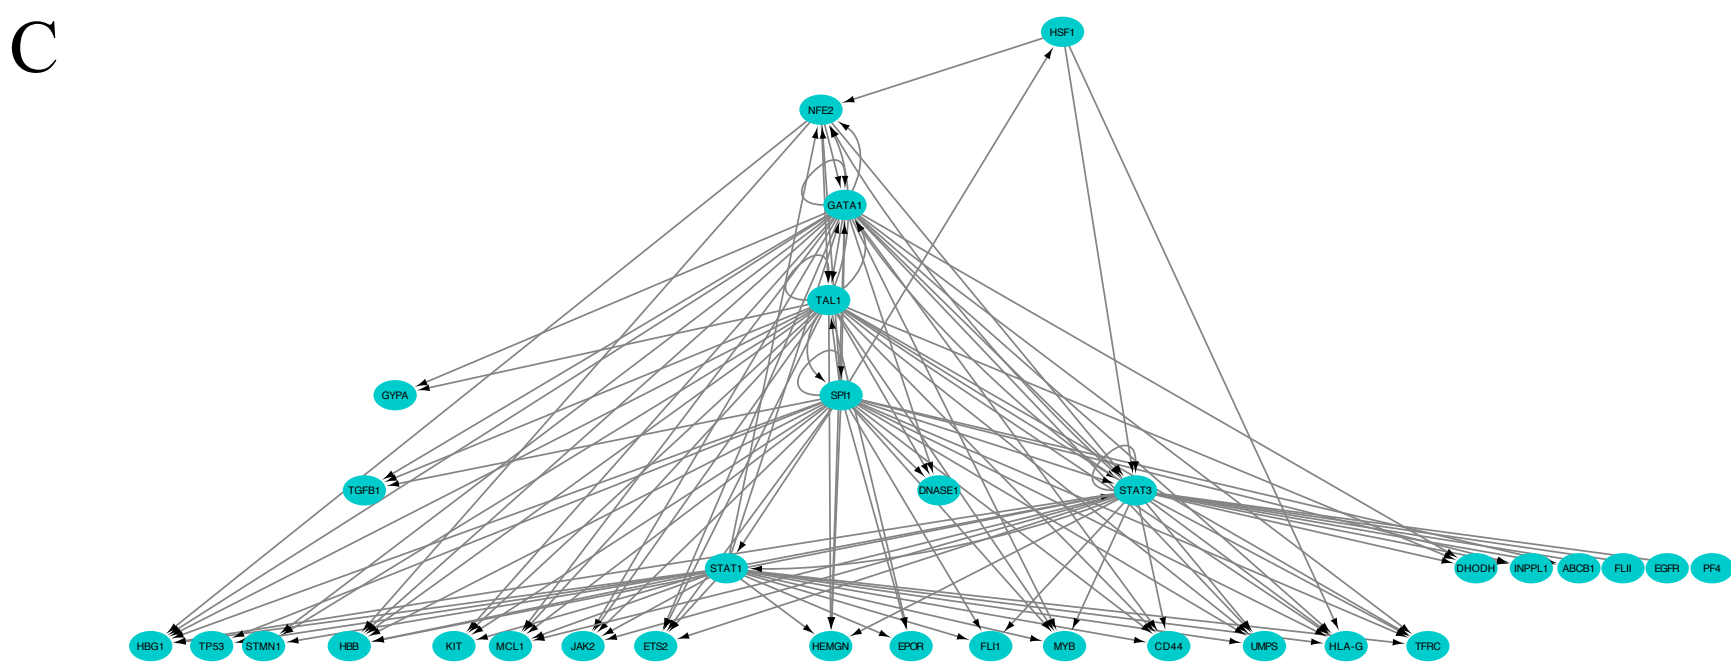 C
HSF1
NFE2
GATA1
TAL1
GYPA
SPI1
TGFB1
DNASE1
STAT3
STAT1
DHODH INPPL1 ABCB1 FLII EGFR PF4
HBG1 TP53 STMN1 HBB KIT MCL1 JAK2 ETS2 HEMGN EPOR FLI1 MYB CD44 UMPS HLA-G TFRC